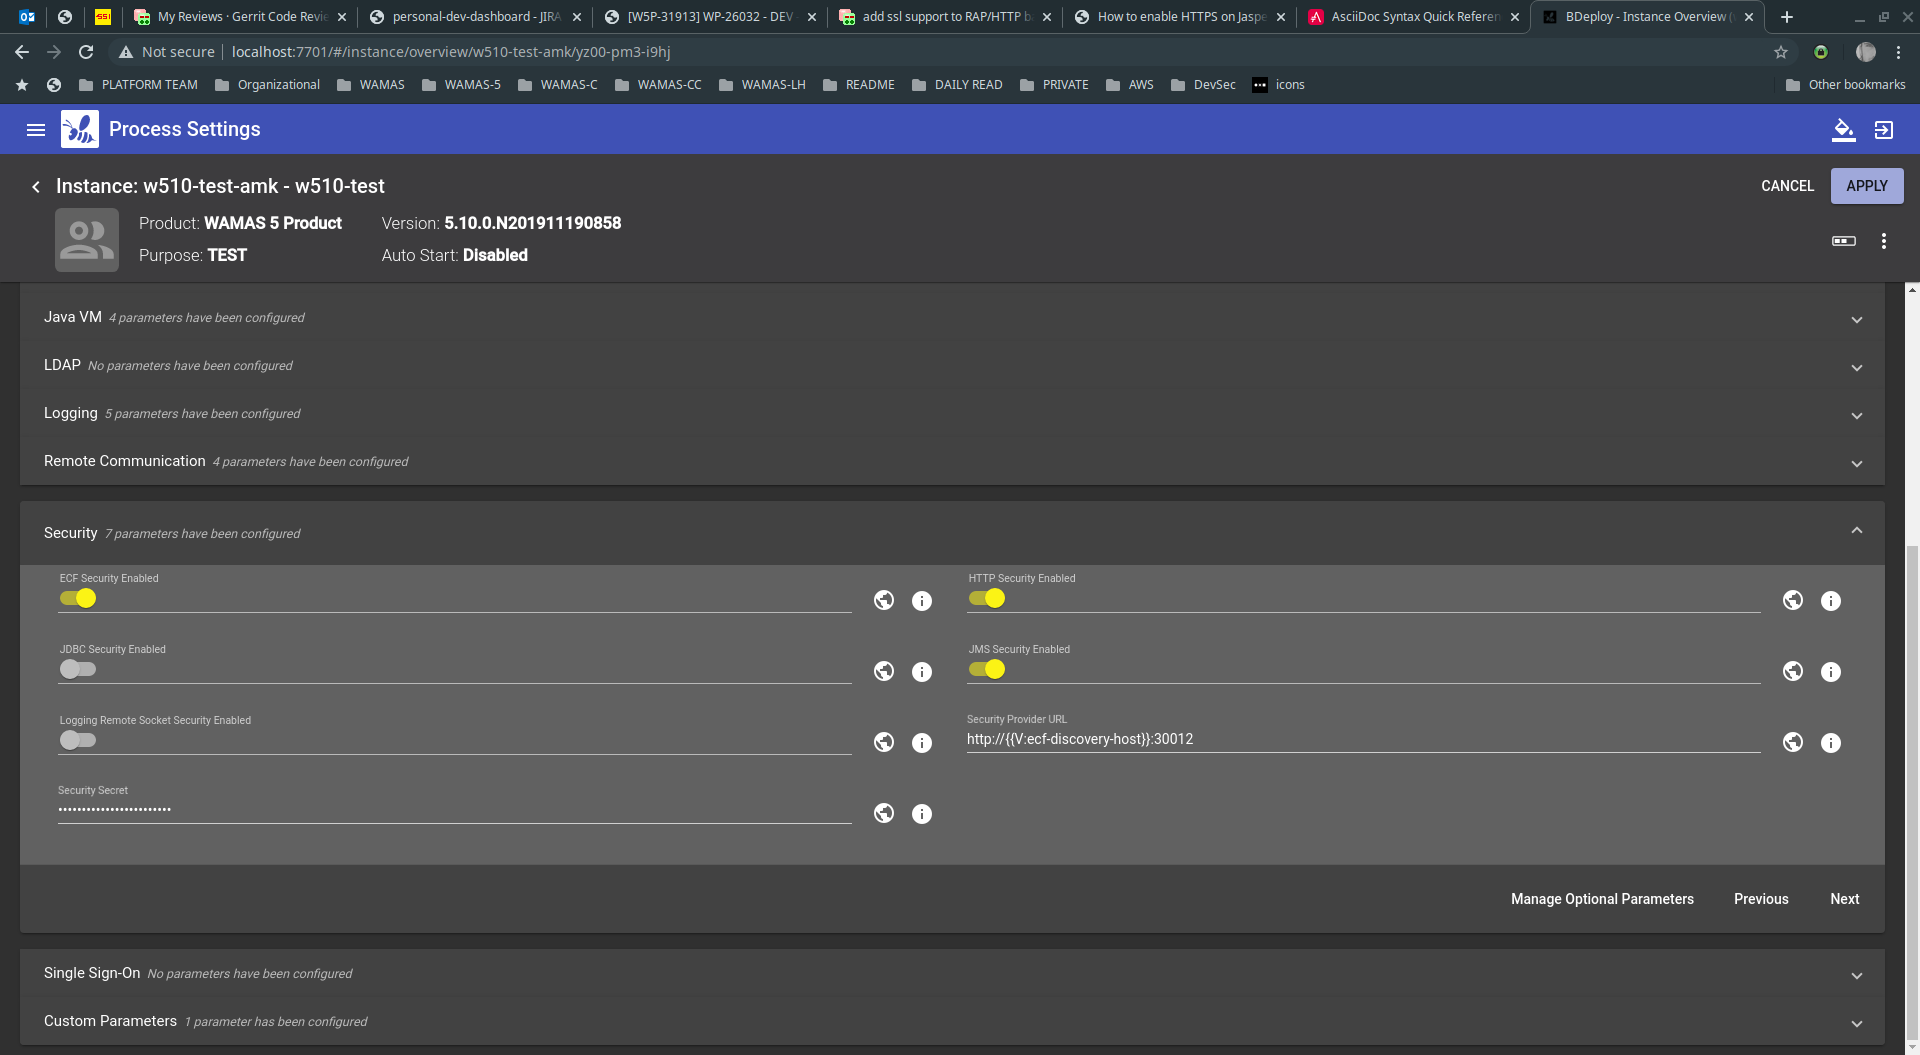 My Reviews · Gerrit Code Revie
personal-dev-dashboard - JIRA
[W5P-31913] WP-26032 - DEV
add ssl support to RAP/HTTP b
How to enable HTTPS on Jaspe
AsciiDoc Syntax Quick Referen
BDeploy - Instance Overview (
Not secure
localhost:7701/#/instance/overview/w510-test-amk/yz00-pm3-i9hj
PLATFORM TEAM
Organizational
WAMAS
WAMAS-5
WAMAS-C
WAMAS-CC
WAMAS-LH
README
DAILY READ
PRIVATE
AWS
DevSec
icons
Other bookmarks
Process Settings
Instance: w510-test-amk - w510-test
CANCEL
APPLY
Product: WAMAS 5 Product
Version: 5.10.0.N201911190858
Purpose: TEST
Auto Start: Disabled
Java VM 4 parameters have been configured
LDAP No parameters have been configured
Logging 5 parameters have been configured
Remote Communication 4 parameters have been configured
Security 7 parameters have been configured
ECF Security Enabled
HTTP Security Enabled
JDBC Security Enabled
JMS Security Enabled
Logging Remote Socket Security Enabled
Security Provider URL
http://{{V:ecf-discovery-host}}:30012
Security Secret
••••••••••••••••••••••••
Manage Optional Parameters
Previous
Next
Single Sign-On No parameters have been configured
Custom Parameters 1 parameter has been configured